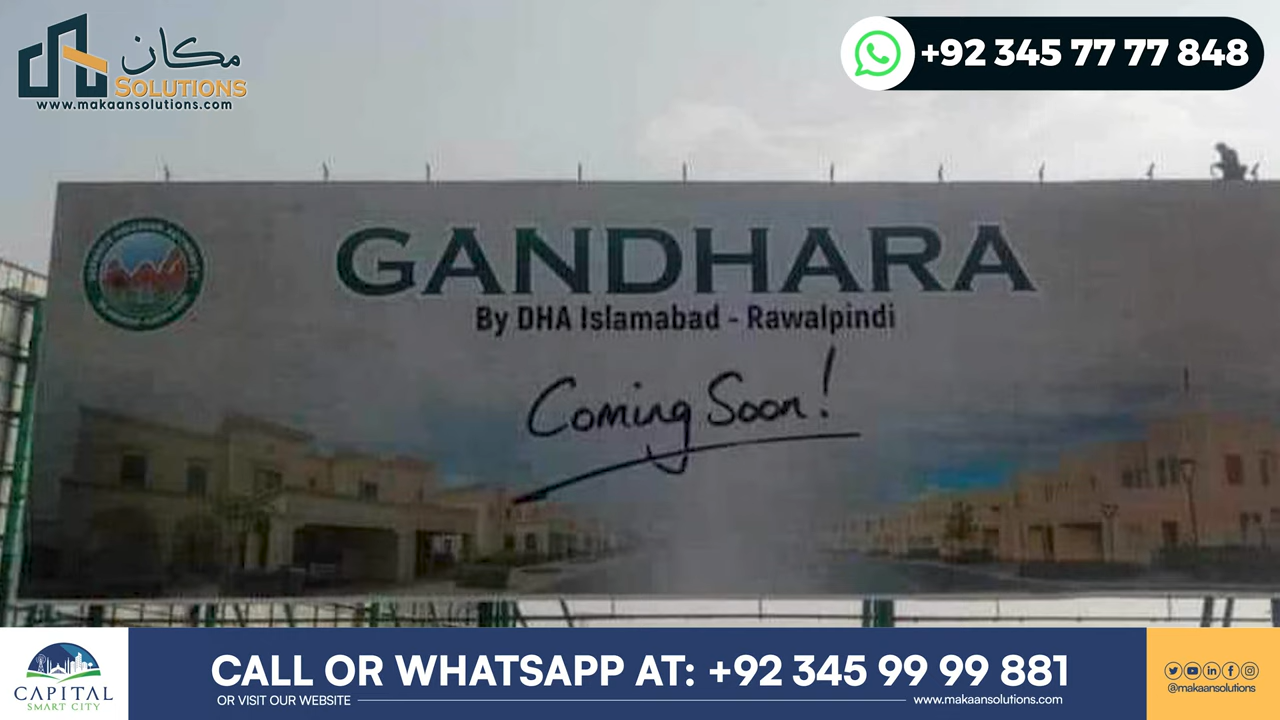 مکان
SOLUTIONS
www.makaansolutions.com
+92 345 77 77 848
GANDHARA
By DHA Islamabad - Rawalpindi
Coming Soon!
CAPITAL
SMART CITY
CALL OR WHATSAPP AT: +92 345 99 99 881
OR VISIT OUR WEBSITE
www.makaansolutions.com
@makaansolutions